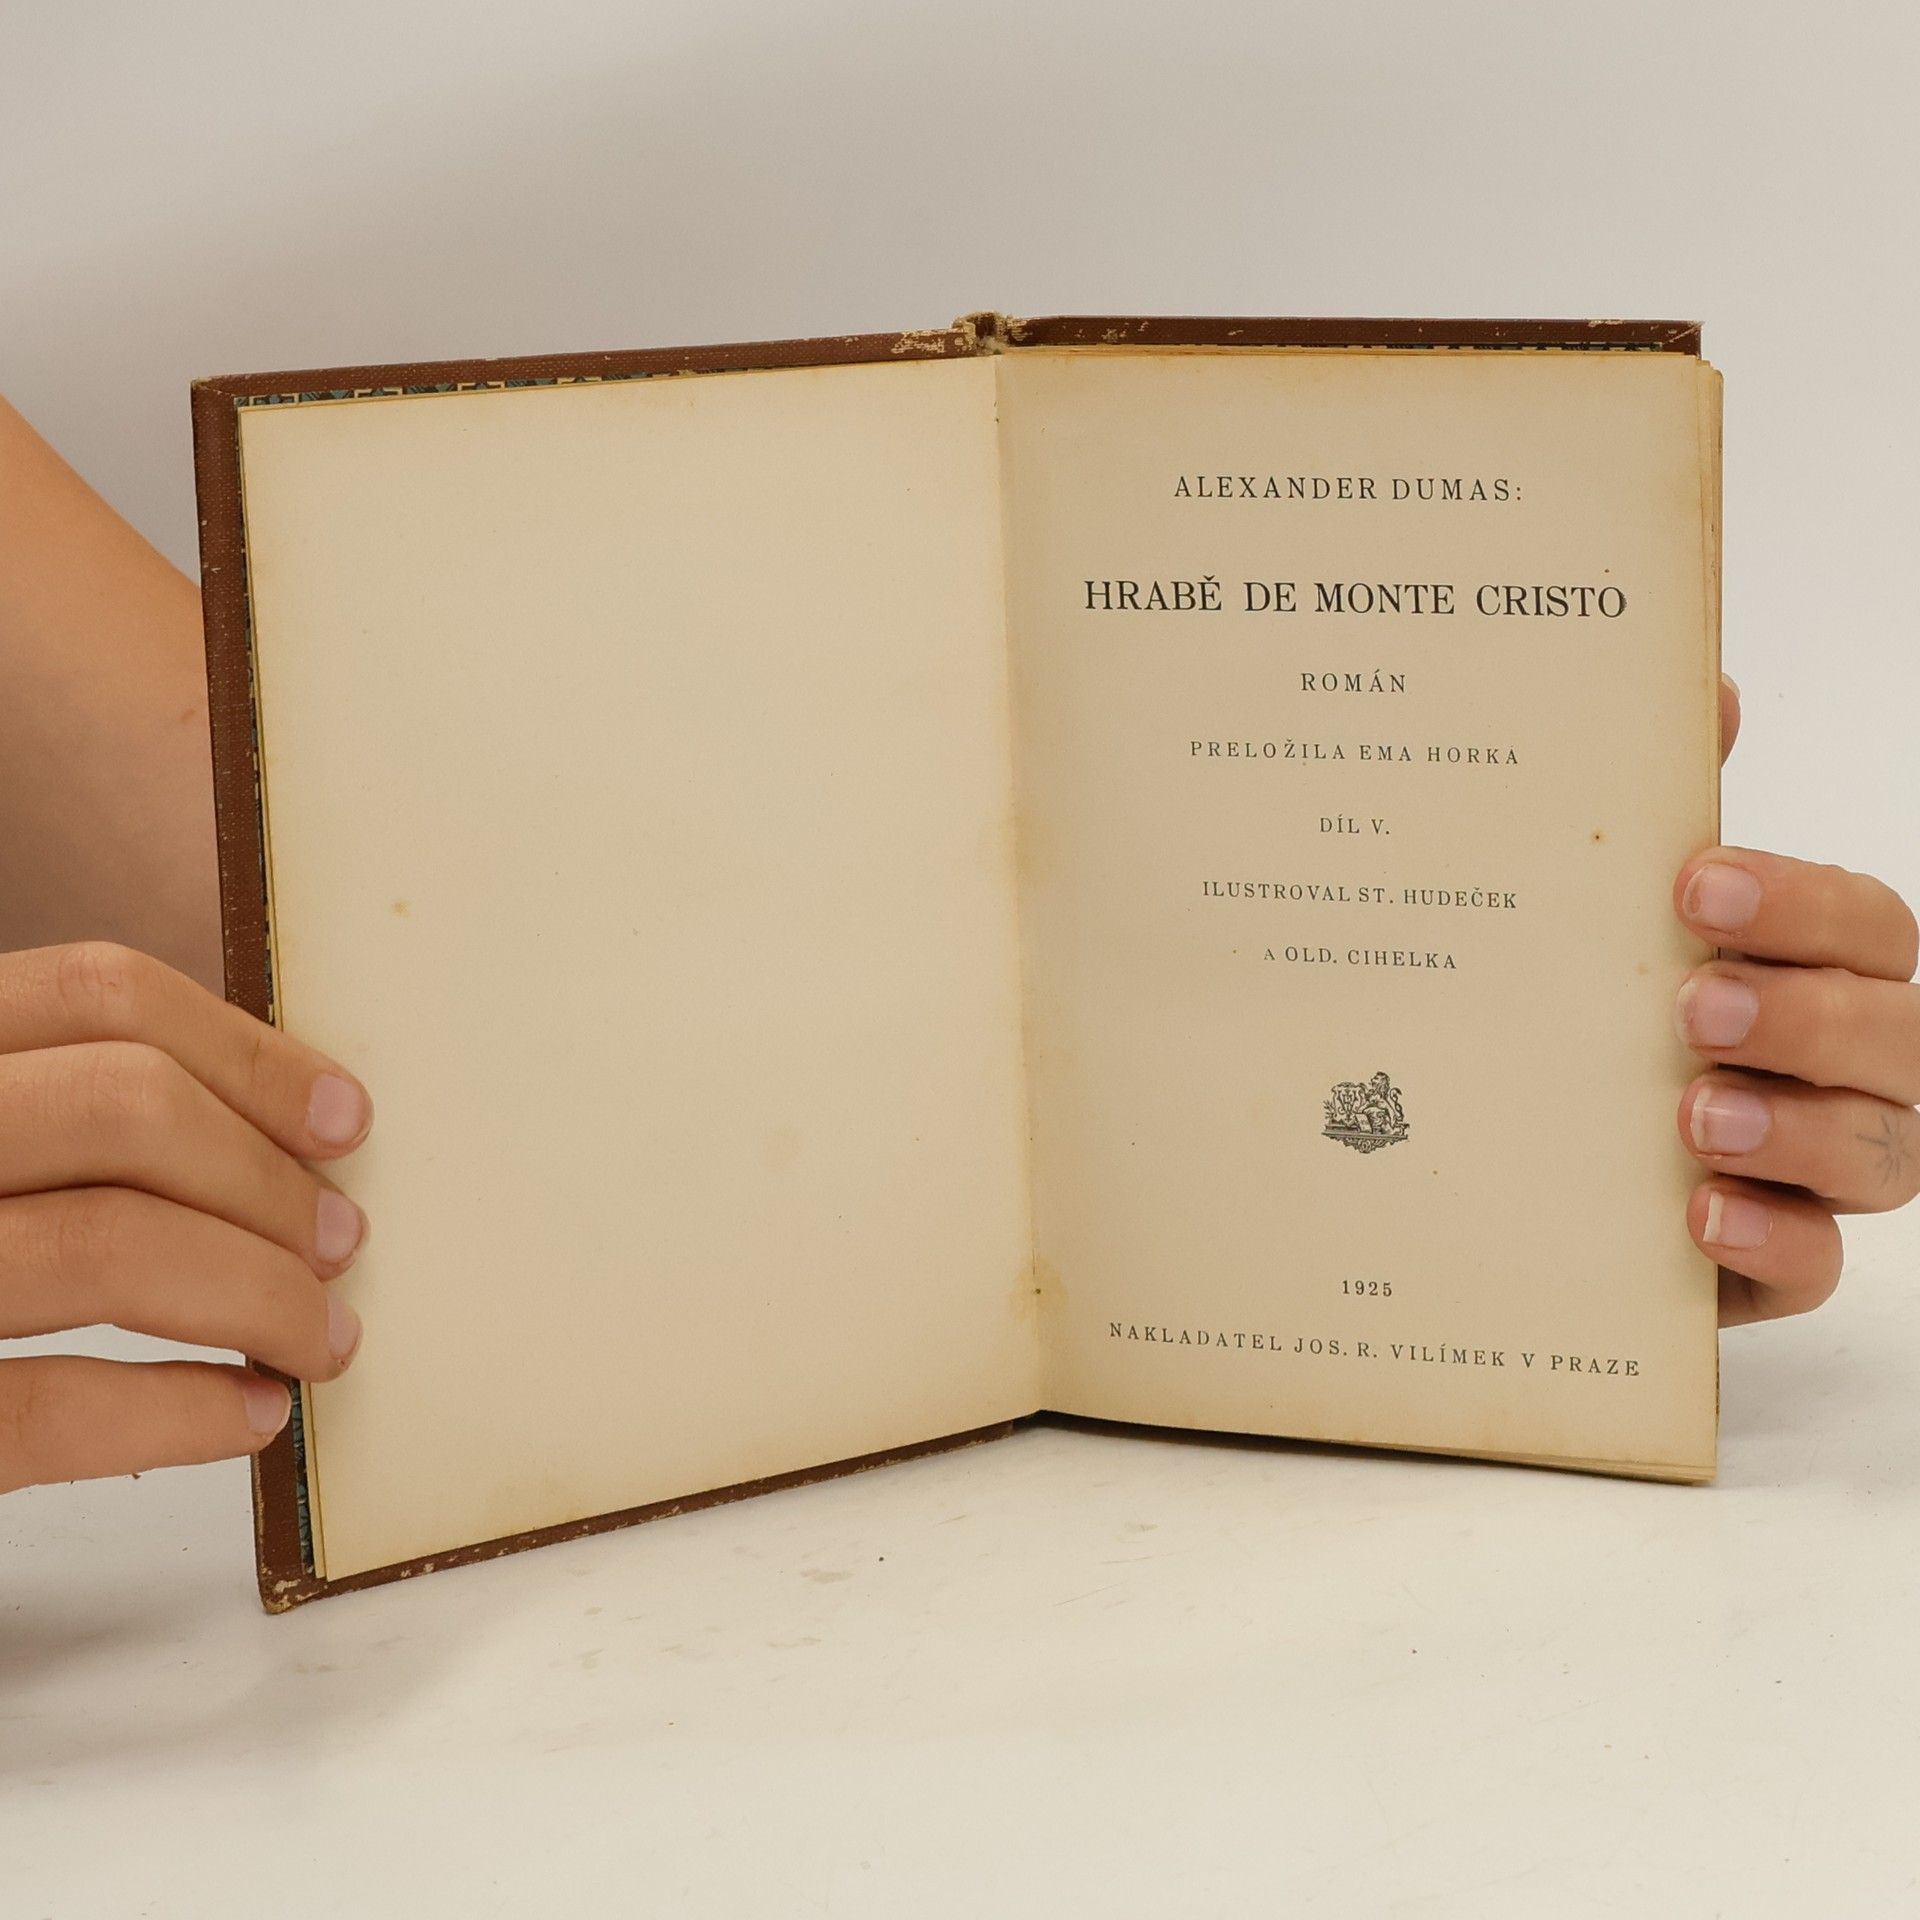 ALEXANDER DUMAS:
HRABĚ DE MONTE CRISTO
ROMÁN
PRELOŽILA EMA HORKÁ
DÍL V.
ILUSTROVAL ST. HUDEČEK
A OLD. CIHELKA
1925
NAKLADATEL JOS. R. VILÍMEK V PRAZE